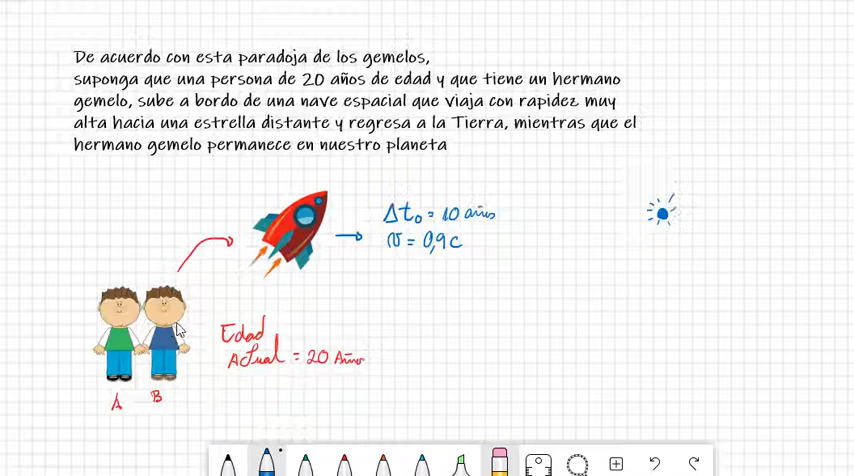 De acuerdo con esta paradoja de los gemelos,
suponga que una persona de 20 años de edad y que tiene un hermano
gemelo, sube a bordo de una nave espacial que viaja con rapidez muy
alta hacia una estrella distante y regresa a la Tierra, mientras que el
hermano gemelo permanece en nuestro planeta
Δt₀ = 10 años
v = 0,9c
Edad
Actual = 20 Años
A B